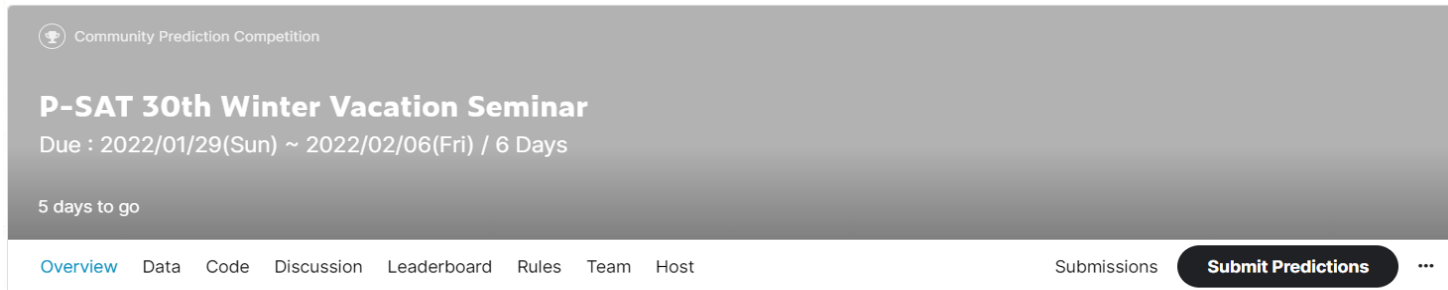 Community Prediction Competition
P-SAT 30th Winter Vacation Seminar
Due : 2022/01/29(Sun) ~ 2022/02/06(Fri) / 6 Days
5 days to go
Overview Data Code Discussion Leaderboard Rules Team Host Submissions Submit Predictions ...